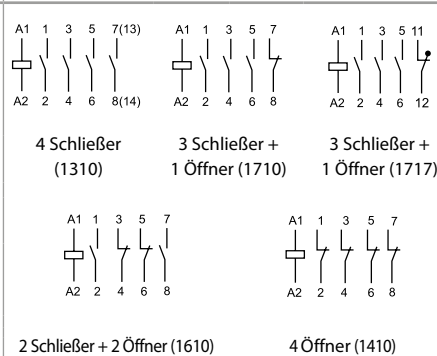 A1 1 3 5 7(13)
A2 2 4 6 8(14)
4 Schließer
(1310)
A1 1 3 5 7
A2 2 4 6 8
3 Schließer +
1 Öffner (1710)
A1 1 3 5 11
A2 2 4 6 12
3 Schließer +
1 Öffner (1717)
A1 1 3 5 7
A2 2 4 6 8
2 Schließer + 2 Öffner (1610)
A1 1 3 5 7
A2 2 4 6 8
4 Öffner (1410)